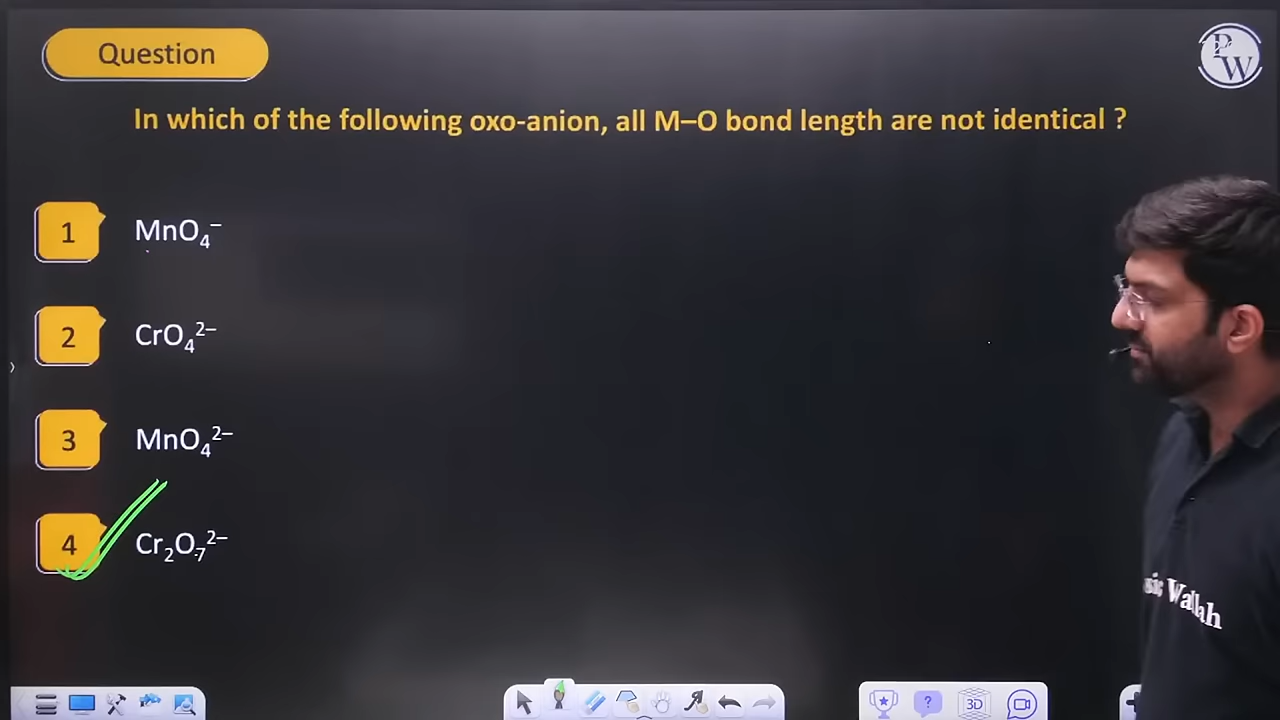 Question
PW
In which of the following oxo-anion, all M–O bond length are not identical ?
1 MnO₄⁻
2 CrO₄²⁻
3 MnO₄²⁻
4 Cr₂O₇²⁻
Wallah
3D